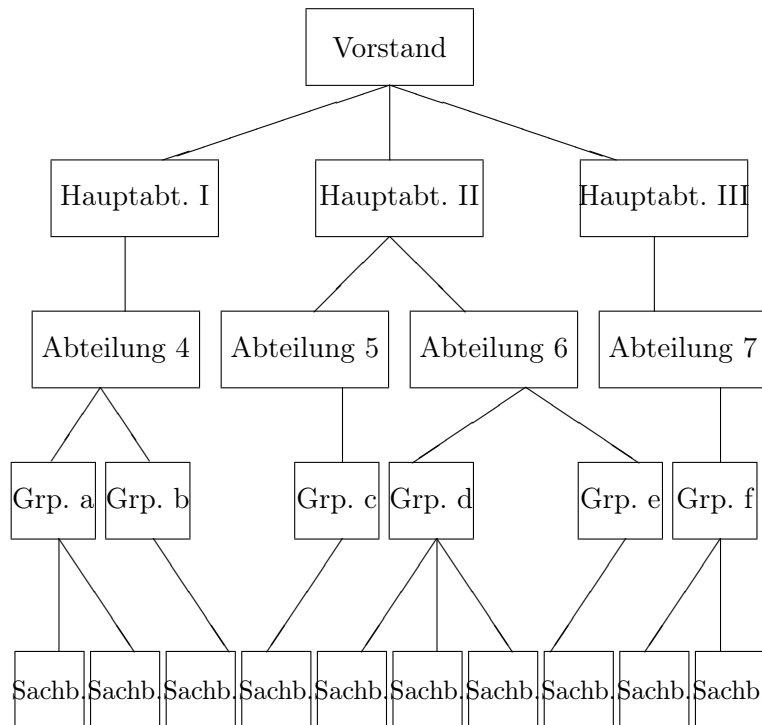 Vorstand
Hauptabt. I
Hauptabt. II
Hauptabt. III
Abteilung 4
Abteilung 5
Abteilung 6
Abteilung 7
Grp. a
Grp. b
Grp. c
Grp. d
Grp. e
Grp. f
Sachb.
Sachb.
Sachb.
Sachb.
Sachb.
Sachb.
Sachb.
Sachb.
Sachb.
Sachb.